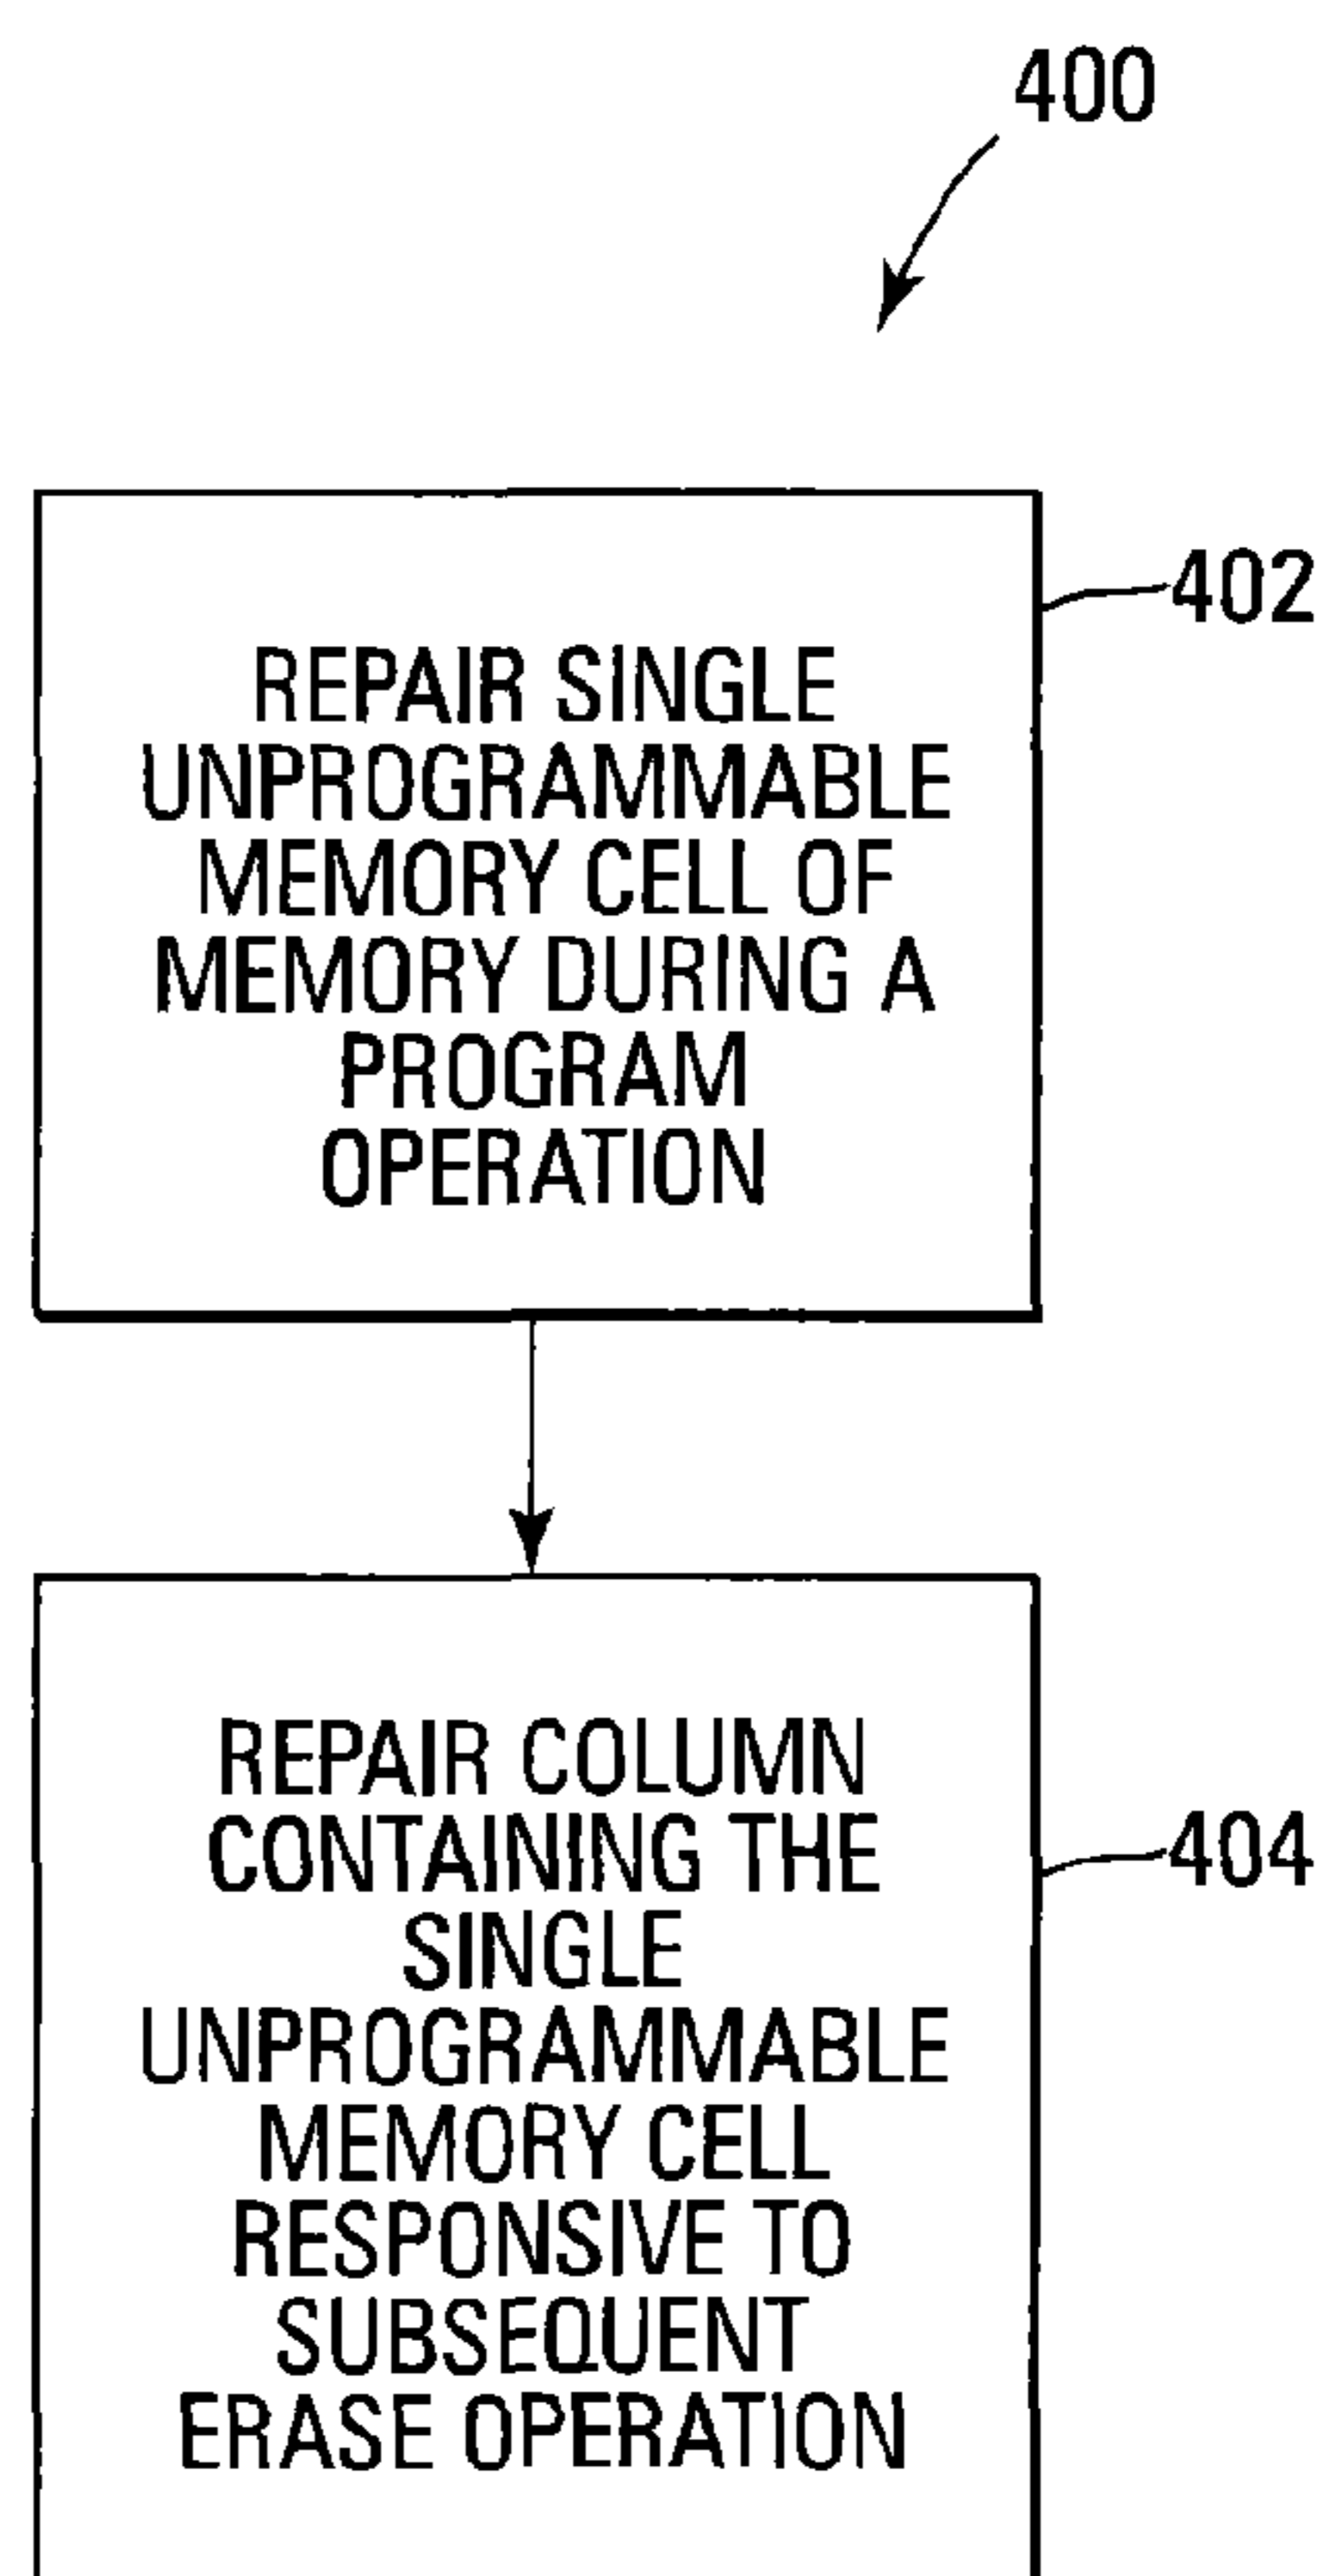 400
402
REPAIR SINGLE
UNPROGRAMMABLE
MEMORY CELL OF
MEMORY DURING A
PROGRAM
OPERATION
404
REPAIR COLUMN
CONTAINING THE
SINGLE
UNPROGRAMMABLE
MEMORY CELL
RESPONSIVE TO
SUBSEQUENT
ERASE OPERATION